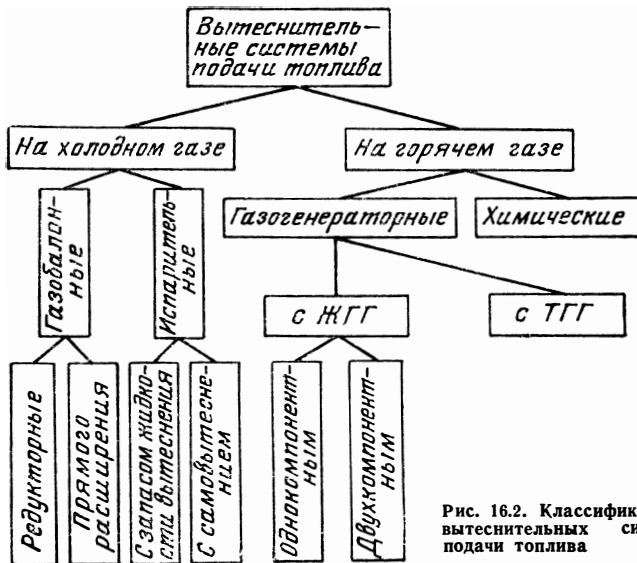 Вытеснитель-
ные системы
подачи топлива
На холодном газе
На горячем газе
Газобалон-
ные
Испаритель-
ные
Газогенераторные
Химические
с ЖГГ
с ТГГ
Редукторные
Прямого
расширения
С запасом жидко-
сти вытеснения
С самовытесне-
нием
Однокомпонент-
ным
Двухкомпонент-
ным
Рис. 16.2. Классифик
вытеснительных си
подачи топлива